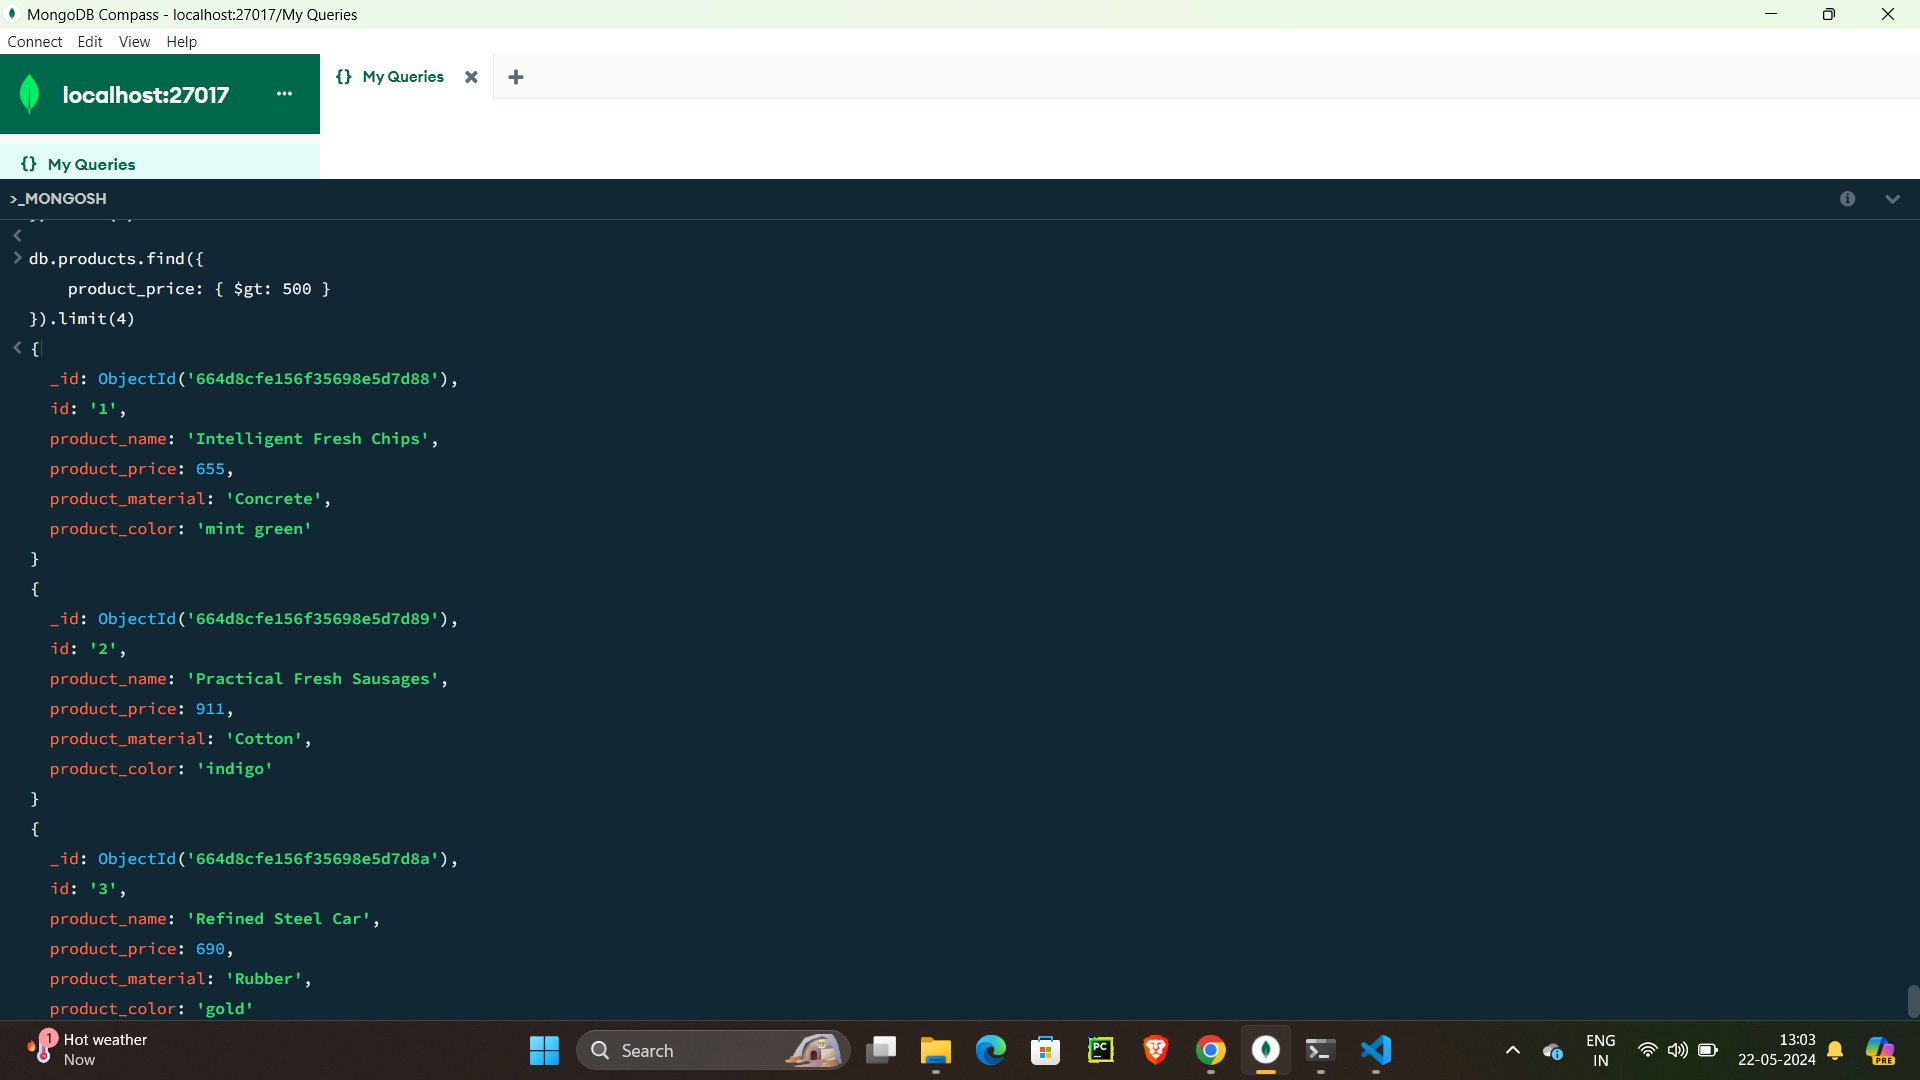 MongoDB Compass - localhost:27017/My Queries
Connect Edit View Help
localhost:27017 ...
{} My Queries
{} My Queries
>_MONGOSH
db.products.find({
product_price: { $gt: 500 }
}).limit(4)
{
_id: ObjectId('664d8cfe156f35698e5d7d88'),
id: '1',
product_name: 'Intelligent Fresh Chips',
product_price: 655,
product_material: 'Concrete',
product_color: 'mint green'
}
{
_id: ObjectId('664d8cfe156f35698e5d7d89'),
id: '2',
product_name: 'Practical Fresh Sausages',
product_price: 911,
product_material: 'Cotton',
product_color: 'indigo'
}
{
_id: ObjectId('664d8cfe156f35698e5d7d8a'),
id: '3',
product_name: 'Refined Steel Car',
product_price: 690,
product_material: 'Rubber',
product_color: 'gold'
1
Hot weather
Now
Search
PC
ENG
IN
13:03
22-05-2024
PRE